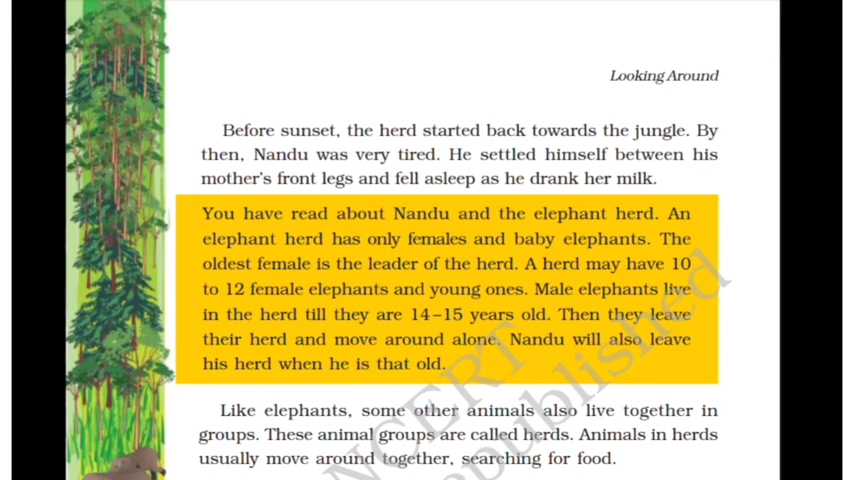 Looking Around
Before sunset, the herd started back towards the jungle. By
then, Nandu was very tired. He settled himself between his
mother's front legs and fell asleep as he drank her milk.
You have read about Nandu and the elephant herd. An
elephant herd has only females and baby elephants. The
oldest female is the leader of the herd. A herd may have 10
to 12 female elephants and young ones. Male elephants live
in the herd till they are 14–15 years old. Then they leave
their herd and move around alone. Nandu will also leave
his herd when he is that old.
Like elephants, some other animals also live together in
groups. These animal groups are called herds. Animals in herds
usually move around together, searching for food.
NCERT
republished